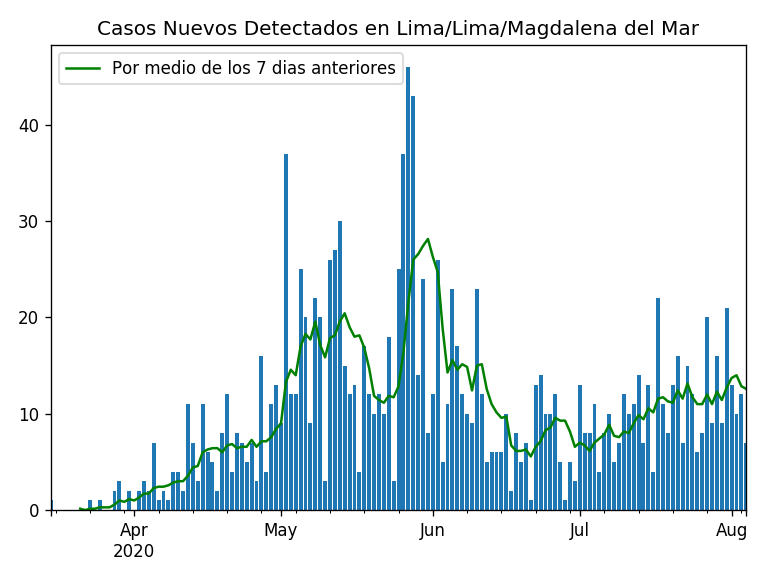 Casos Nuevos Detectados en Lima/Lima/Magdalena del Mar
Por medio de los 7 dias anteriores
40
30
20
10
0
Apr
2020
May
Jun
Jul
Aug